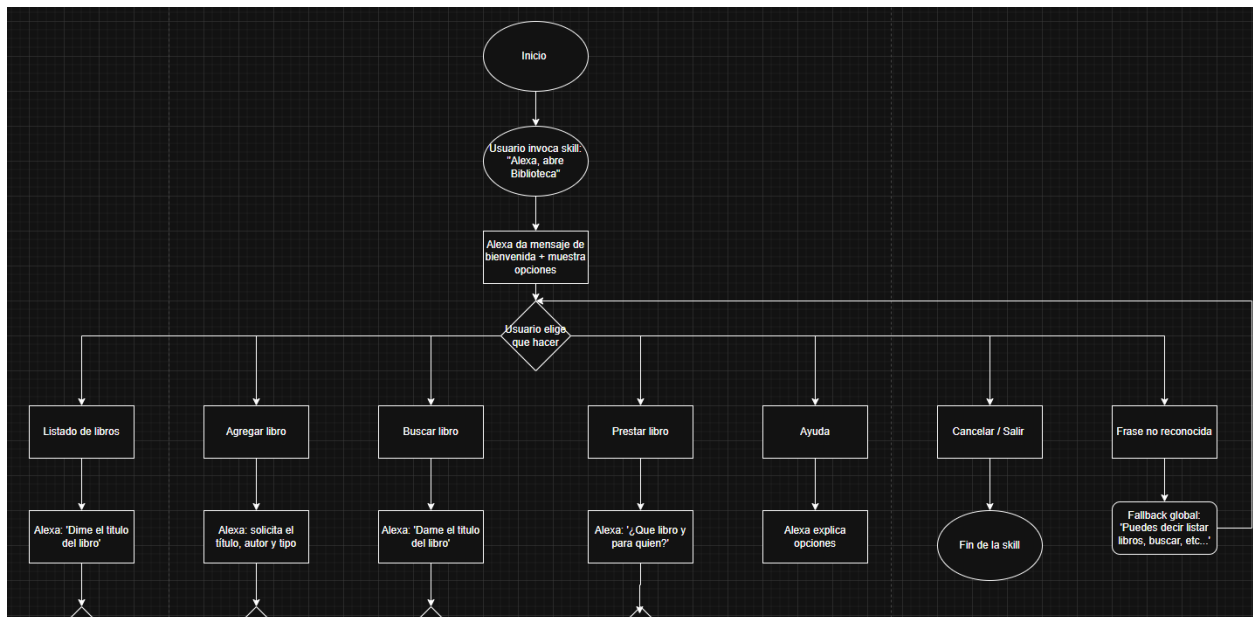 Inicio
Usuario invoca skill:
"Alexa, abre
Biblioteca"
Alexa da mensaje de
bienvenida + muestra
opciones
Usuario elige
que hacer
Listado de libros
Agregar libro
Buscar libro
Prestar libro
Ayuda
Cancelar / Salir
Frase no reconocida
Alexa: 'Dime el titulo
del libro'
Alexa: solicita el
título, autor y tipo
Alexa: 'Dame el titulo
del libro'
Alexa: '¿Que libro y
para quien?'
Alexa explica
opciones
Fin de la skill
Fallback global:
'Puedes decir listar
libros, buscar, etc...'